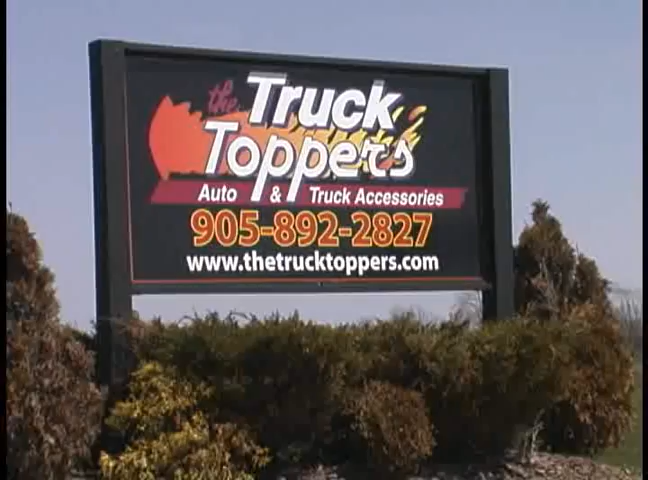 the Truck
Toppers
Auto & Truck Accessories
905-892-2827
www.thetrucktoppers.com